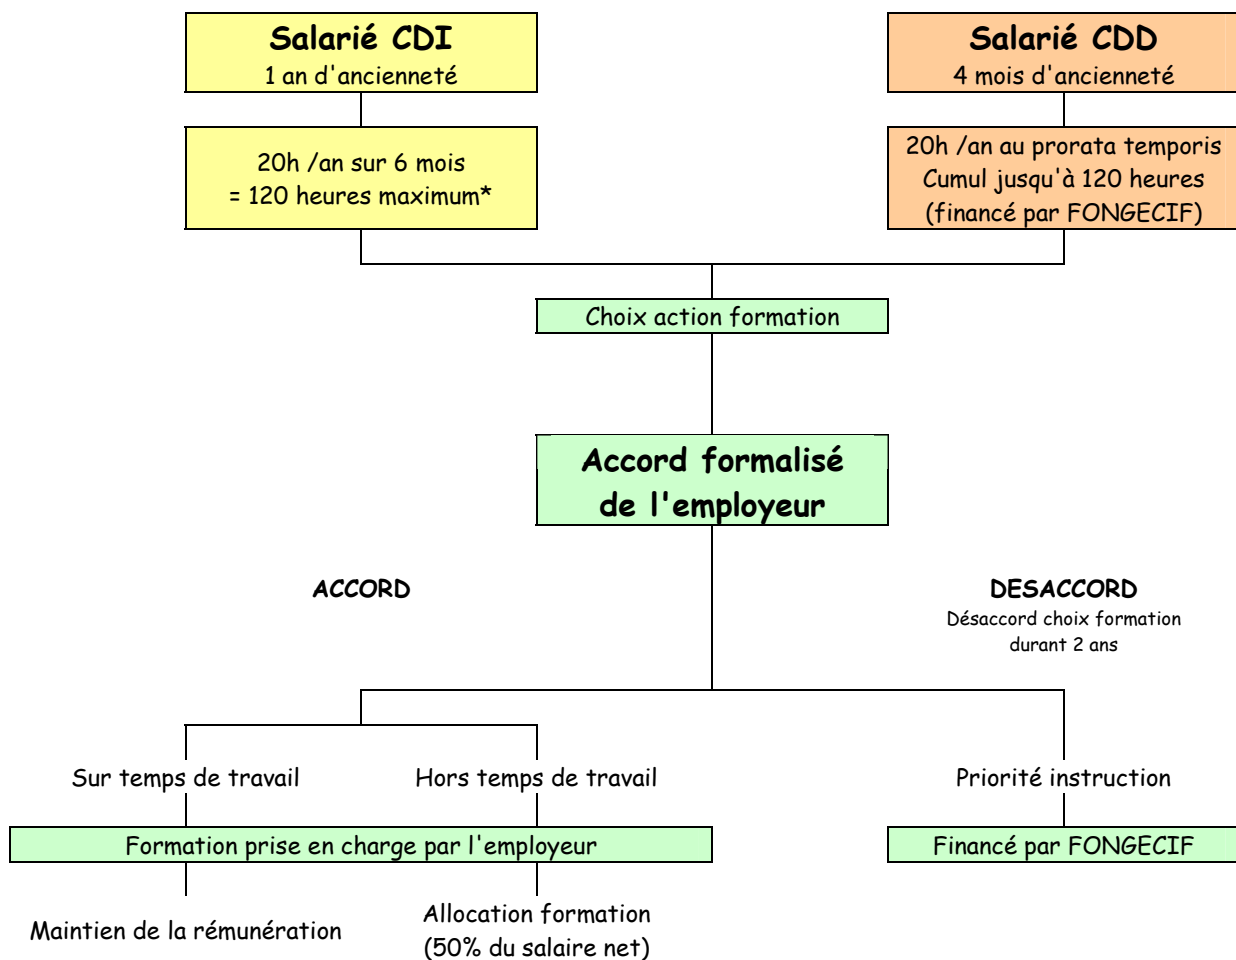 Salarié CDI
1 an d'ancienneté
Salarié CDD
4 mois d'ancienneté
20h /an sur 6 mois
= 120 heures maximum*
20h /an au prorata temporis
Cumul jusqu'à 120 heures
(financé par FONGECIF)
Choix action formation
Accord formalisé
de l'employeur
ACCORD
DESACCORD
Désaccord choix formation
durant 2 ans
Sur temps de travail
Hors temps de travail
Priorité instruction
Formation prise en charge par l'employeur
Financé par FONGECIF
Maintien de la rémunération
Allocation formation
(50% du salaire net)